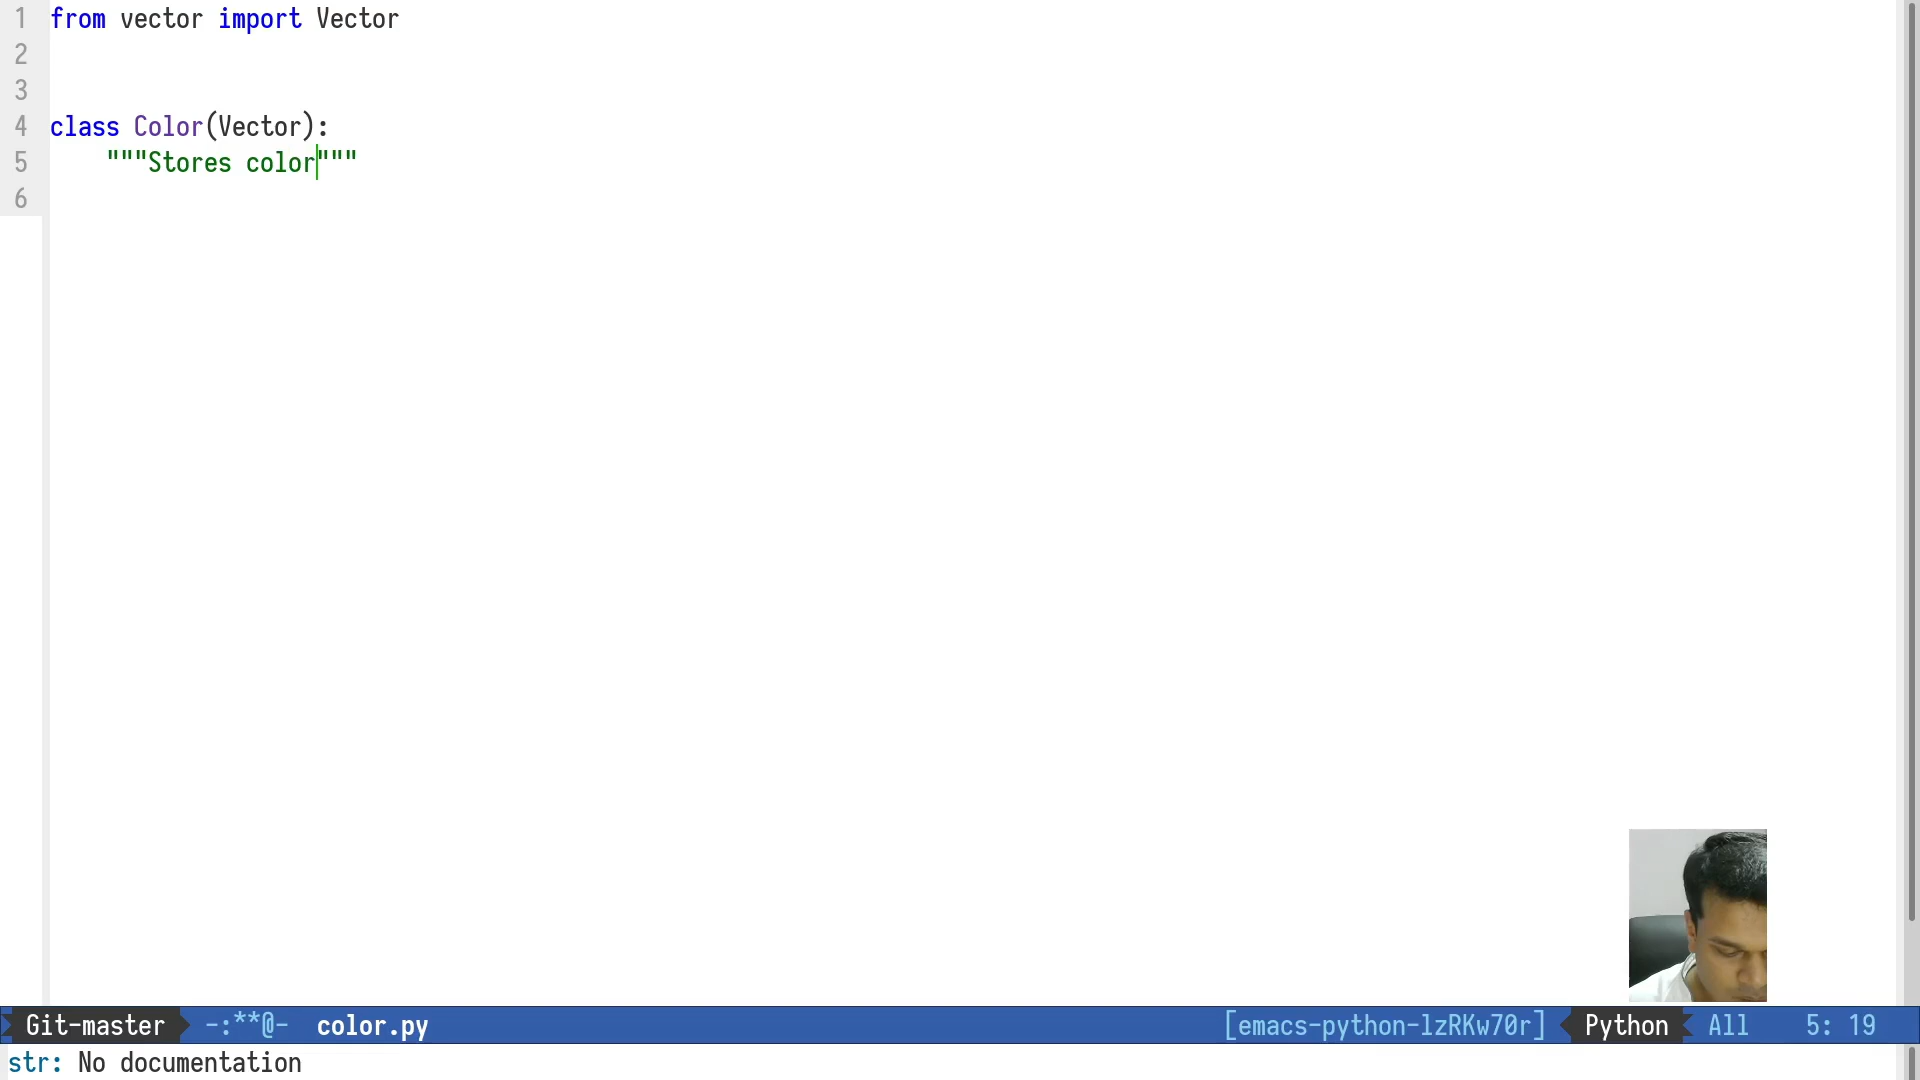 1 from vector import Vector
2
3
4 class Color(Vector):
5     """Stores color"""
6
Git-master -:**@- color.py [emacs-python-lzRKw70r] Python All 5: 19
str: No documentation